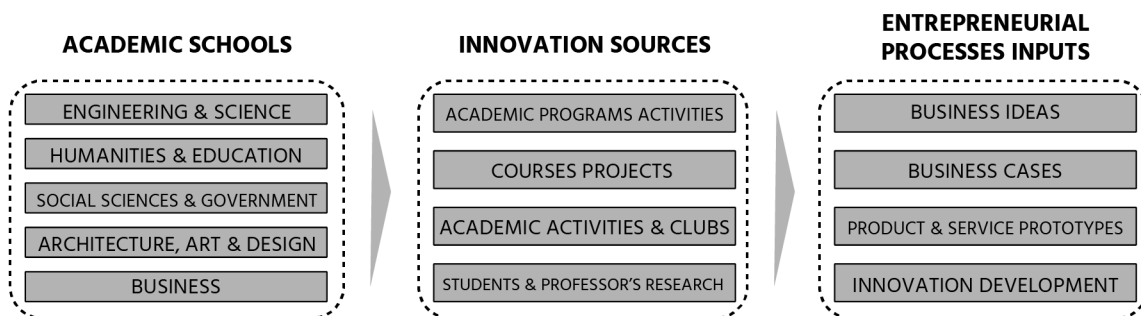 ACADEMIC SCHOOLS
ENGINEERING & SCIENCE
HUMANITIES & EDUCATION
SOCIAL SCIENCES & GOVERNMENT
ARCHITECTURE, ART & DESIGN
BUSINESS
INNOVATION SOURCES
ACADEMIC PROGRAMS ACTIVITIES
COURSES PROJECTS
ACADEMIC ACTIVITIES & CLUBS
STUDENTS & PROFESSOR'S RESEARCH
ENTREPRENEURIAL
PROCESSES INPUTS
BUSINESS IDEAS
BUSINESS CASES
PRODUCT & SERVICE PROTOTYPES
INNOVATION DEVELOPMENT